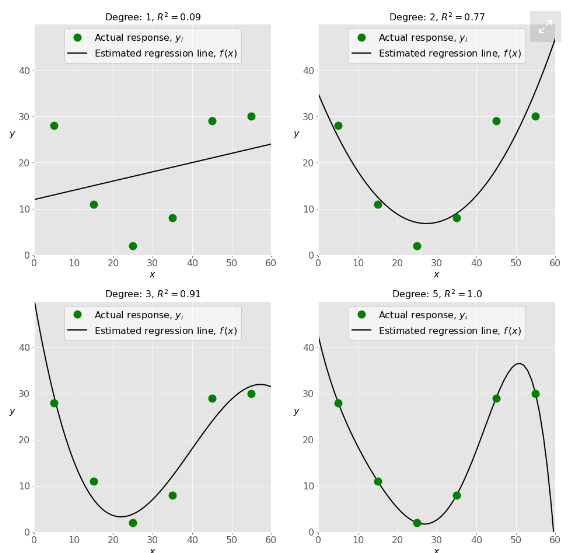 Degree: 1, R² = 0.09
Actual response, yᵢ
Estimated regression line, f(x)
40
30
y
20
10
0
0 10 20 30 40 50 60
x
Degree: 2, R² = 0.77
Actual response, yᵢ
Estimated regression line, f(x)
40
30
y
20
10
0
0 10 20 30 40 50 60
x
Degree: 3, R² = 0.91
Actual response, yᵢ
Estimated regression line, f(x)
40
30
y
20
10
0
0 10 20 30 40 50 60
x
Degree: 5, R² = 1.0
Actual response, yᵢ
Estimated regression line, f(x)
40
30
y
20
10
0
0 10 20 30 40 50 60
x